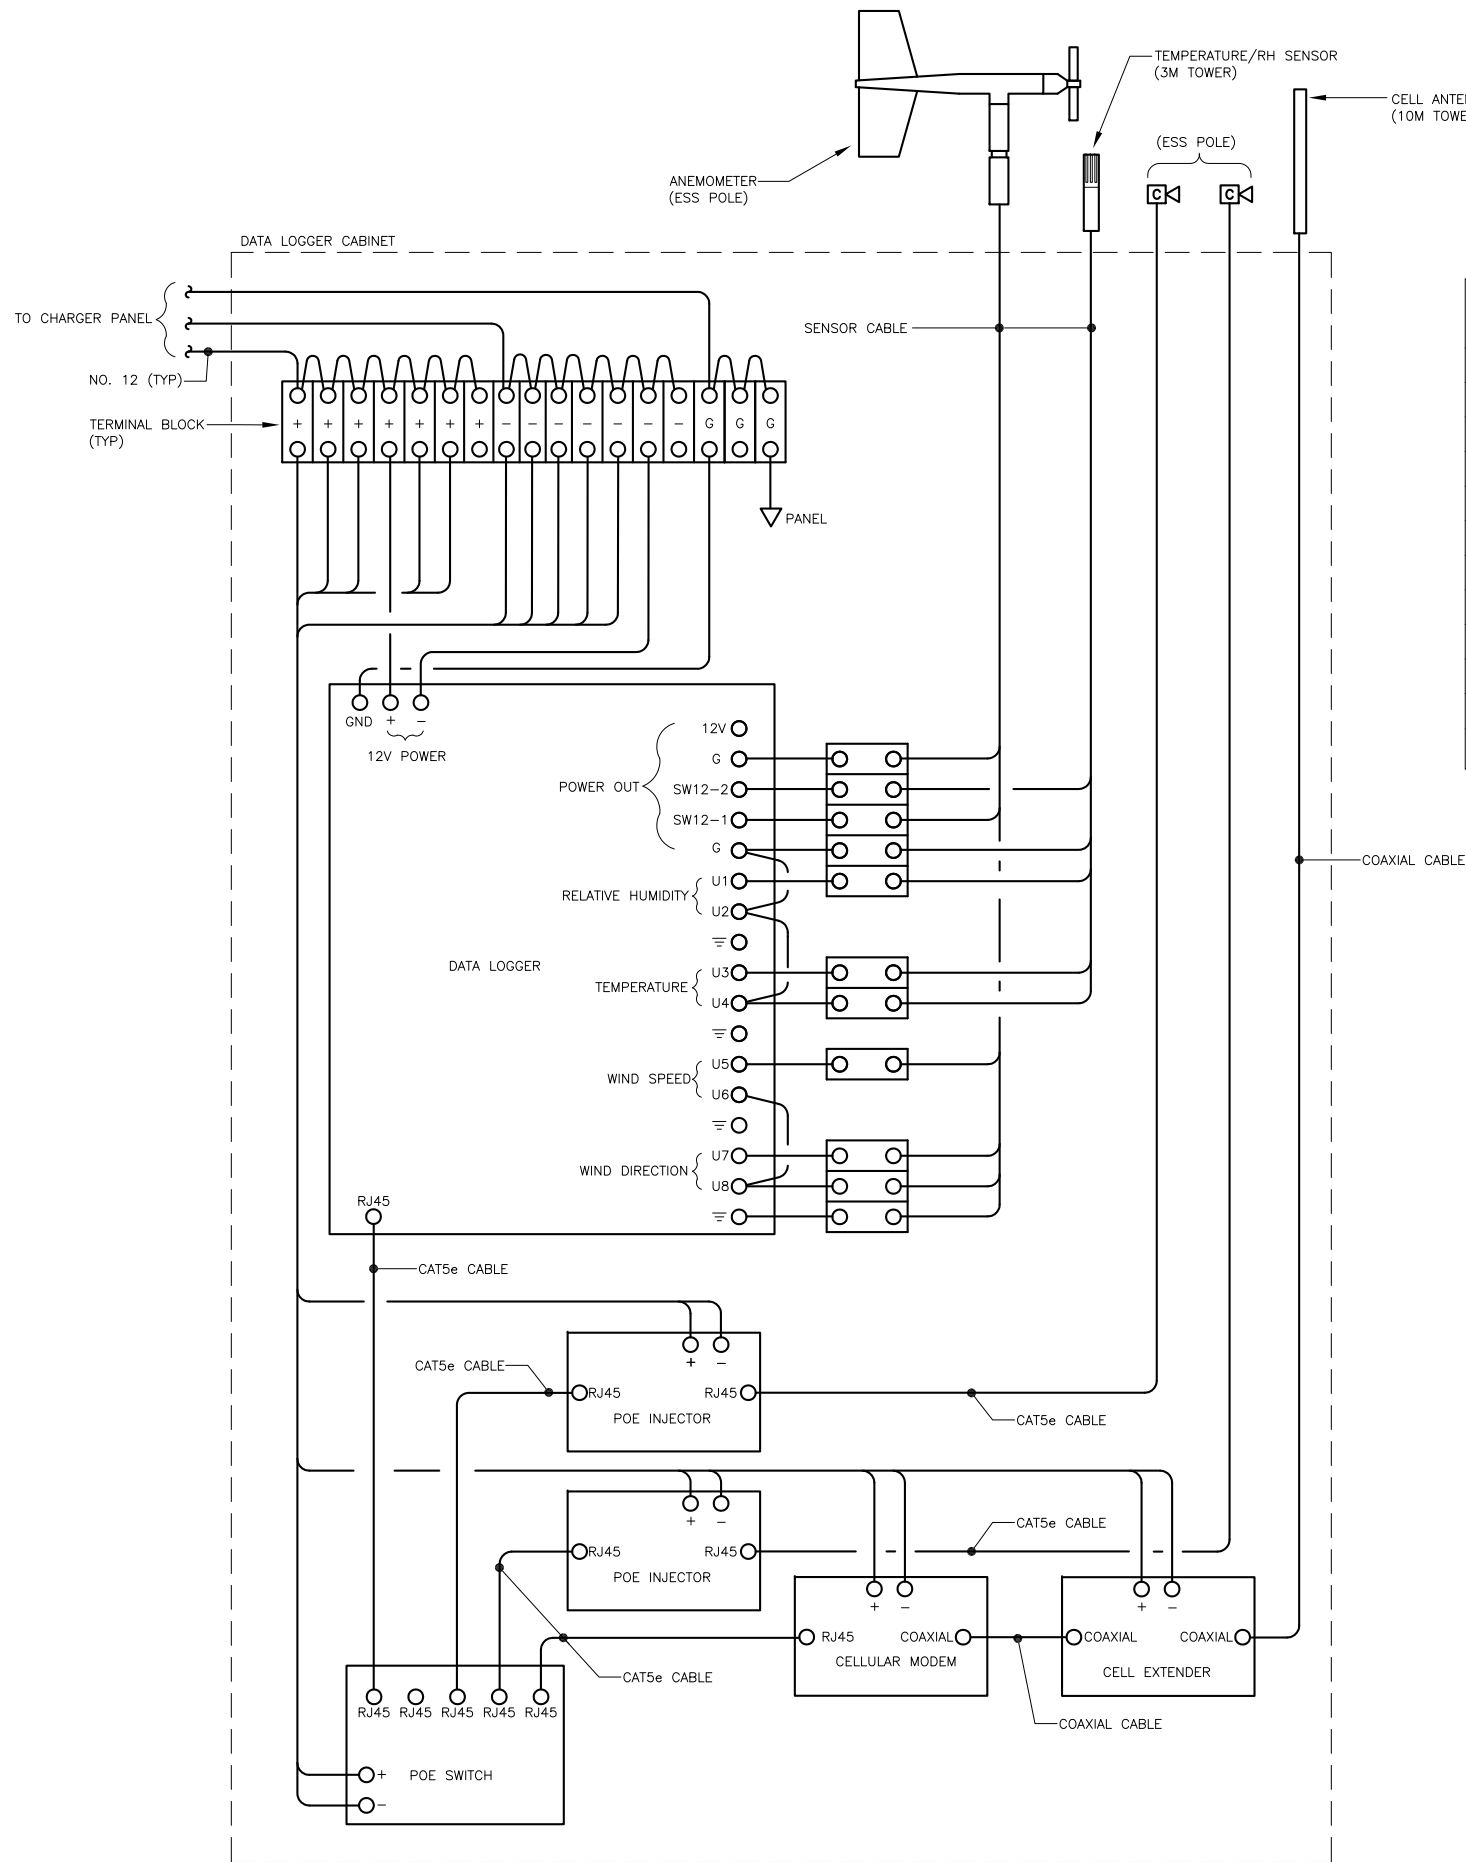 TEMPERATURE/RH SENSOR
(3M TOWER)
CELL ANTE
(10M TOWE
(ESS POLE)
C
C
ANEMOMETER
(ESS POLE)
DATA LOGGER CABINET
TO CHARGER PANEL
SENSOR CABLE
NO. 12 (TYP)
TERMINAL BLOCK
(TYP)
+ + + + + + + − − − − − − − G G G
PANEL
GND + −
12V POWER
12V
G
POWER OUT
SW12-2
SW12-1
G
U1
RELATIVE HUMIDITY
U2
COAXIAL CABLE
DATA LOGGER
U3
TEMPERATURE
U4
U5
WIND SPEED
U6
U7
WIND DIRECTION
U8
RJ45
CAT5e CABLE
+ −
CAT5e CABLE
RJ45 RJ45
POE INJECTOR
CAT5e CABLE
+ −
CAT5e CABLE
RJ45 RJ45
POE INJECTOR
+ − + −
RJ45 COAXIAL COAXIAL COAXIAL
CELLULAR MODEM
CELL EXTENDER
CAT5e CABLE
RJ45 RJ45 RJ45 RJ45 RJ45
COAXIAL CABLE
+ POE SWITCH
−